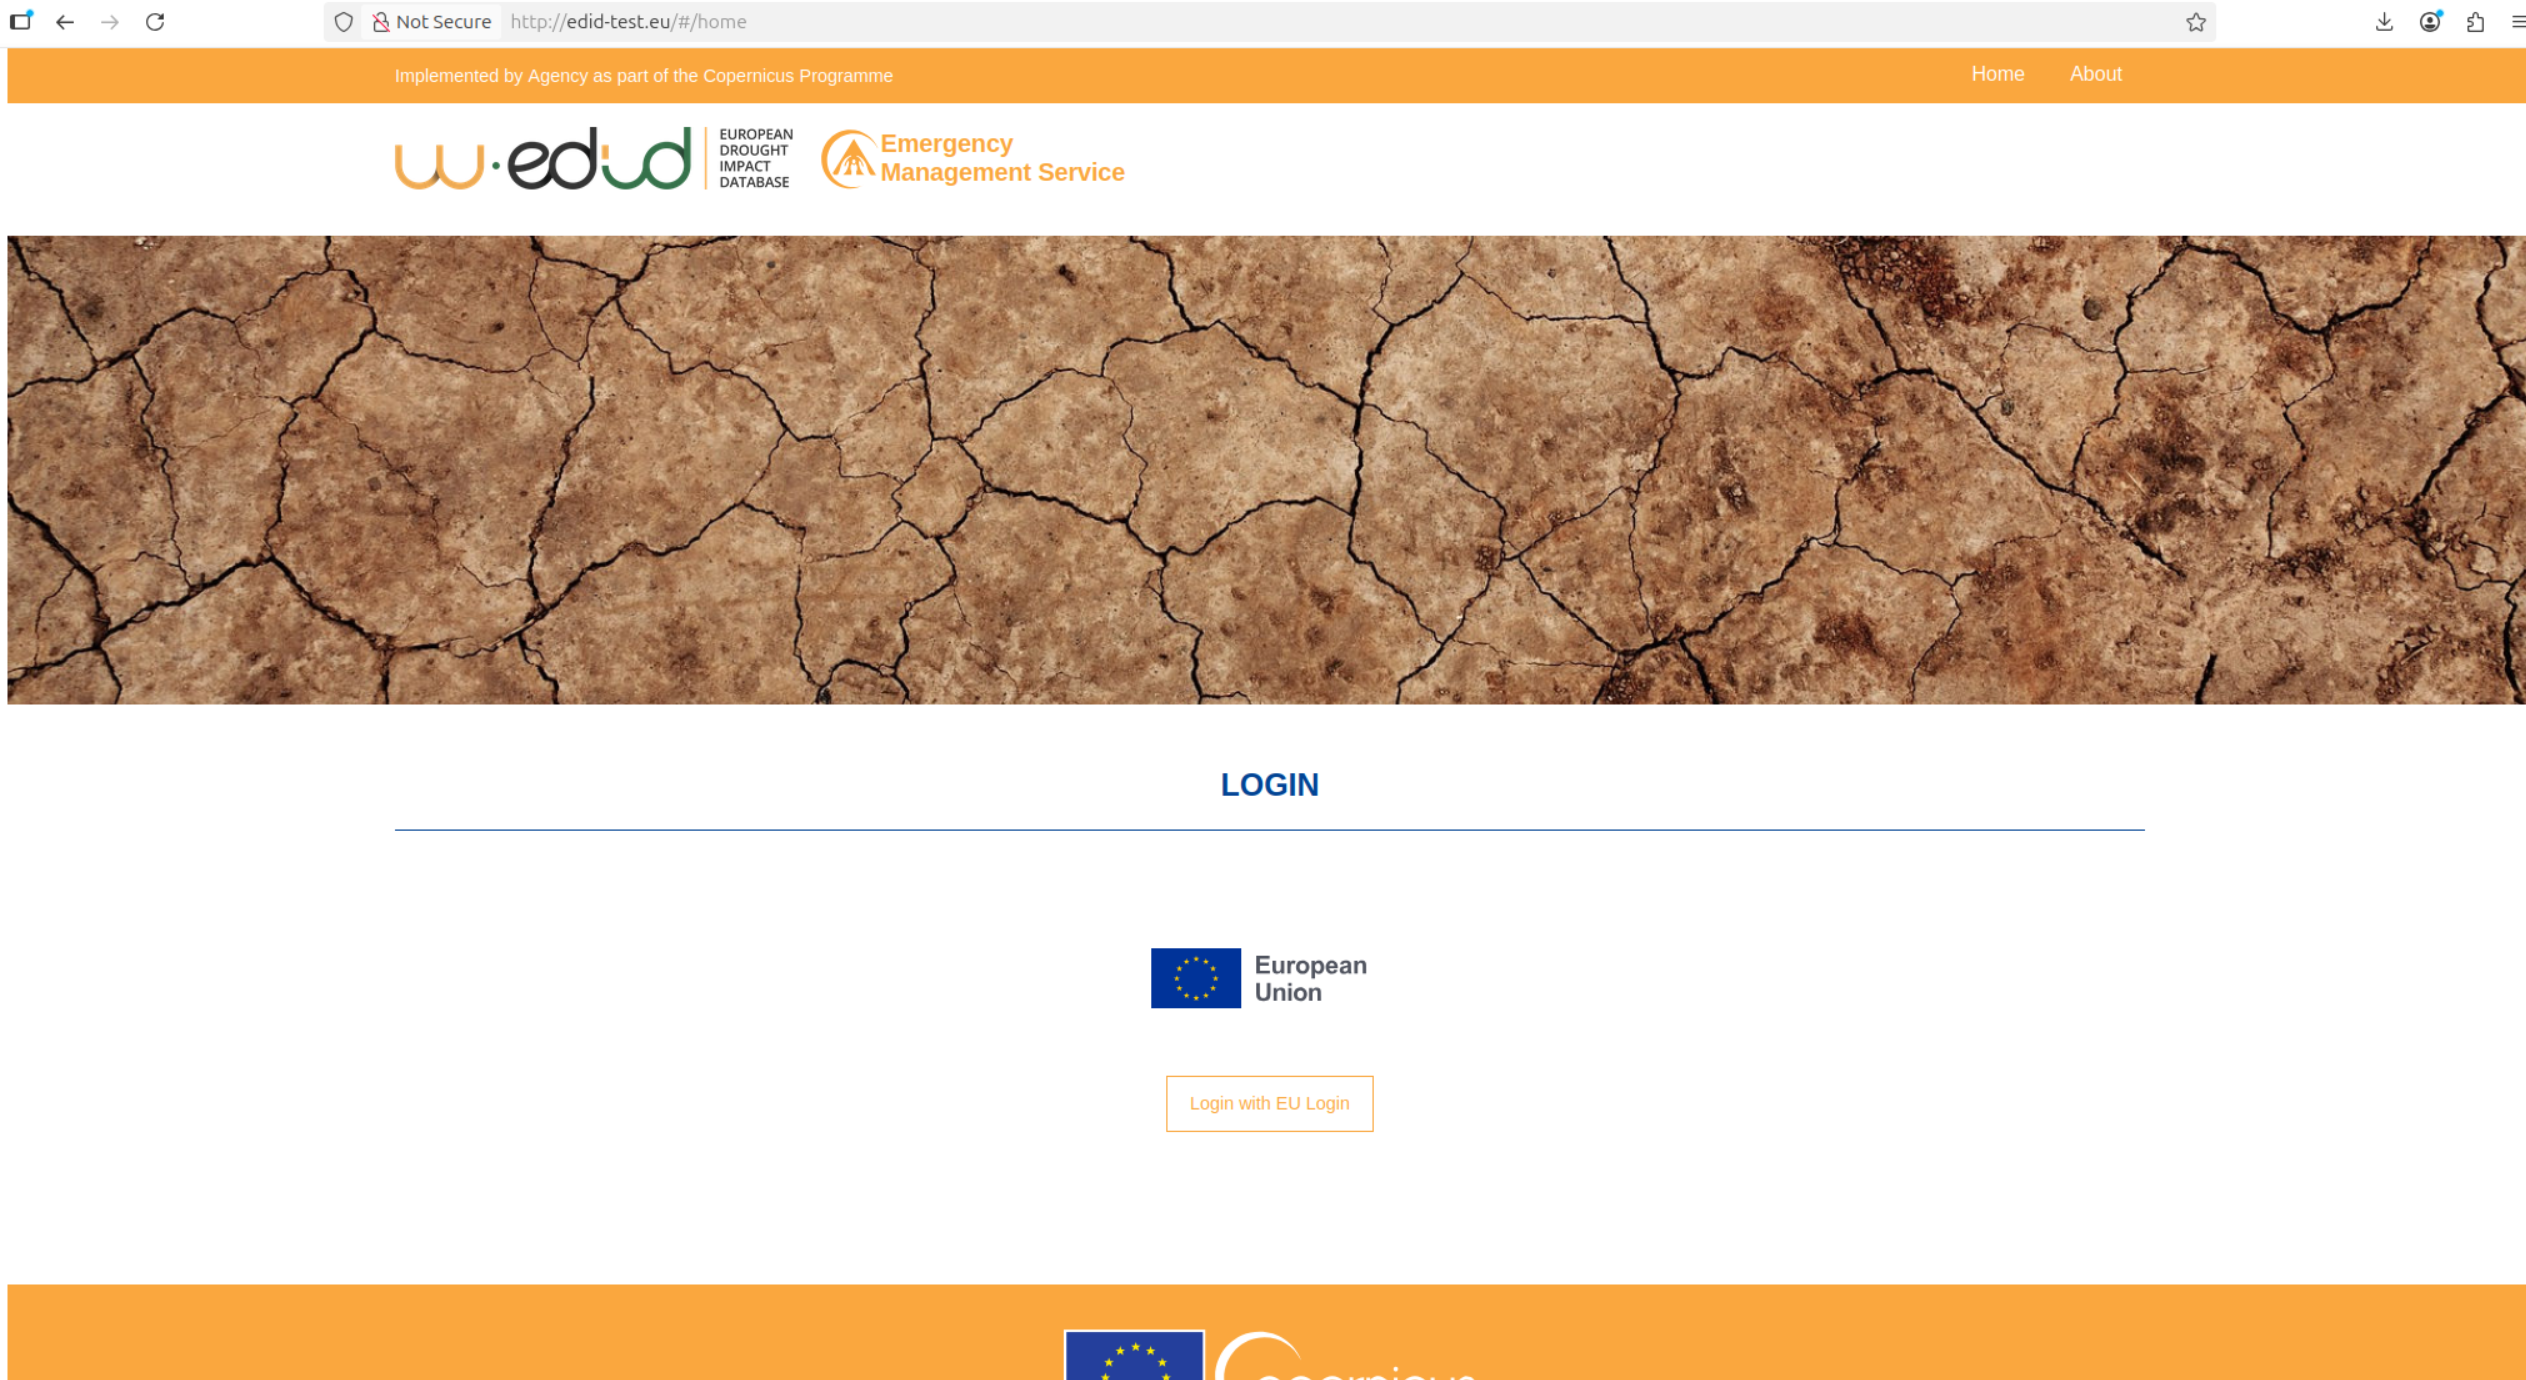 Not Secure http://edid-test.eu/#/home
Implemented by Agency as part of the Copernicus Programme
Home About
w·edid
EUROPEAN
DROUGHT
IMPACT
DATABASE
Emergency
Management Service
LOGIN
European
Union
Login with EU Login